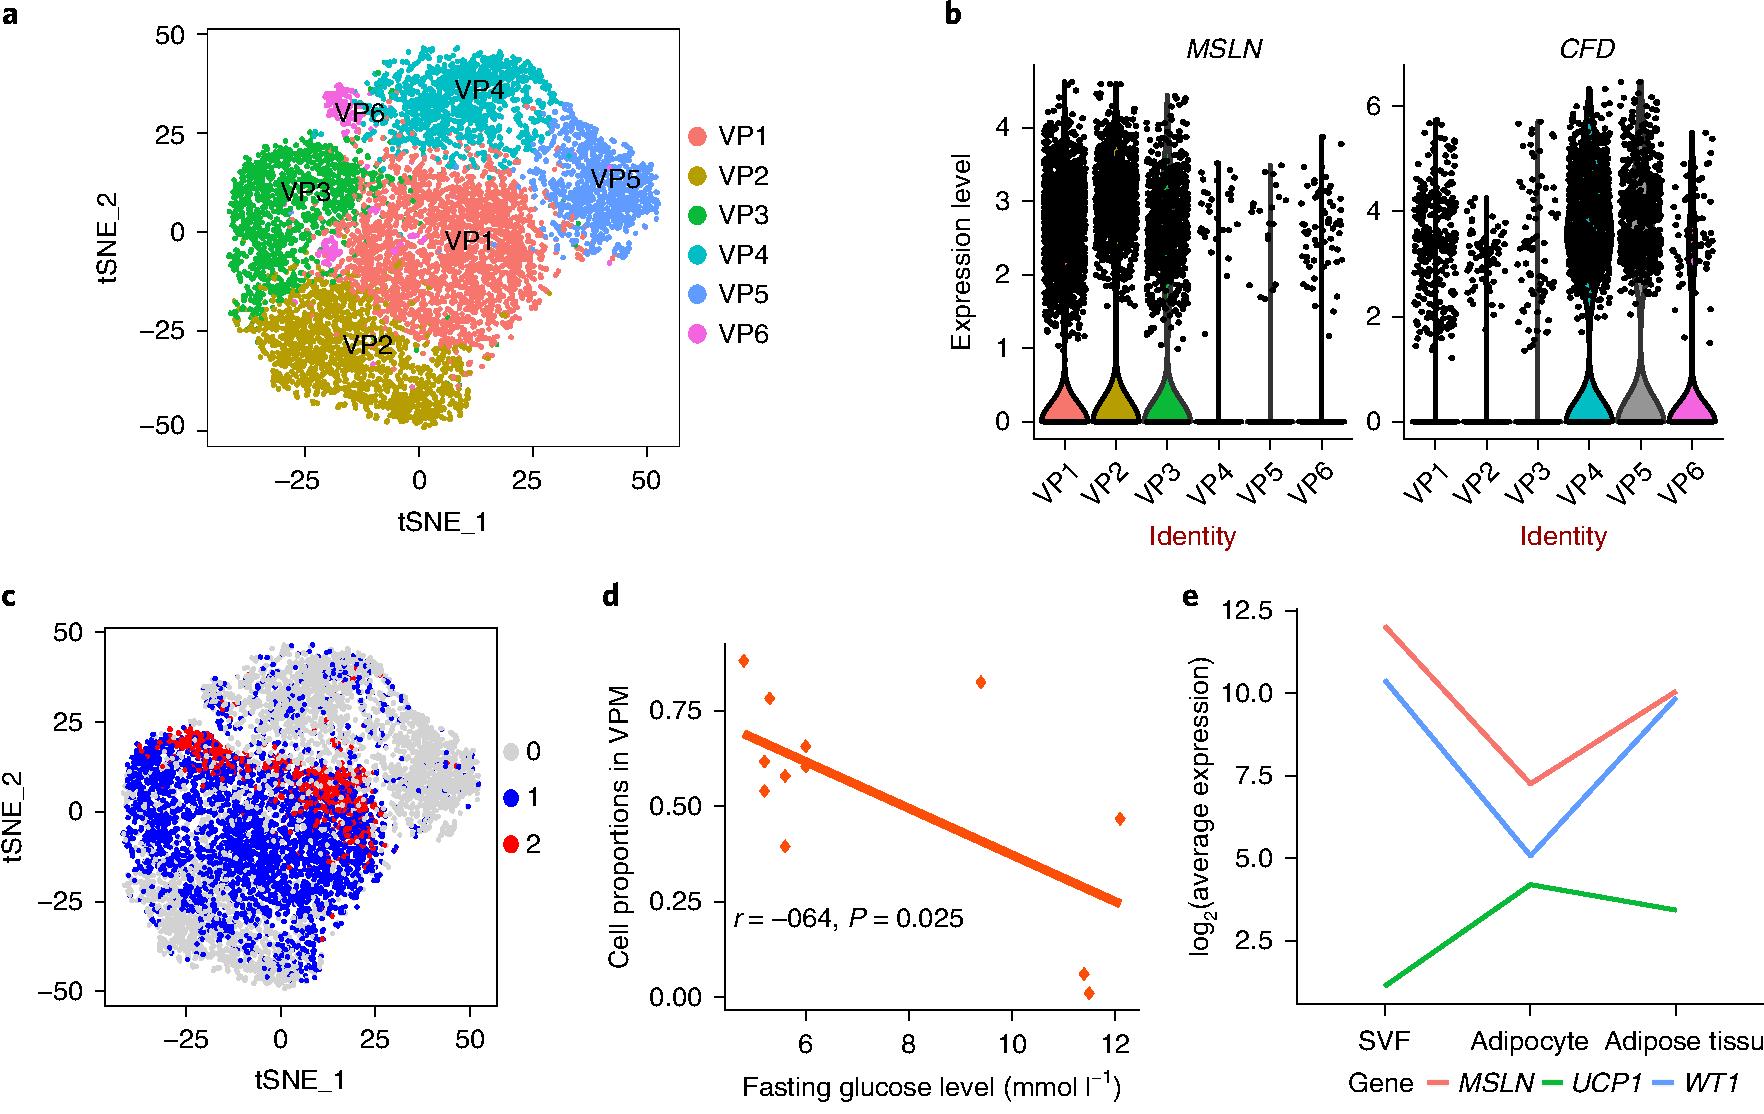 a
50
25
0
−25
−50
tSNE_2
−25
0
25
50
tSNE_1
VP4
VP6
VP5
VP3
VP1
VP2
VP1
VP2
VP3
VP4
VP5
VP6
b
MSLN
CFD
Expression level
4
3
2
1
0
6
4
2
0
VP1
VP2
VP3
VP4
VP5
VP6
Identity
VP1
VP2
VP3
VP4
VP5
VP6
Identity
c
50
25
0
−25
−50
tSNE_2
−25
0
25
50
tSNE_1
0
1
2
d
Cell proportions in VPM
0.75
0.50
0.25
0.00
r = −064, P = 0.025
6
8
10
12
Fasting glucose level (mmol l⁻¹)
e
log₂(average expression)
12.5
10.0
7.5
5.0
2.5
SVF
Adipocyte
Adipose tissu
Gene
MSLN
UCP1
WT1